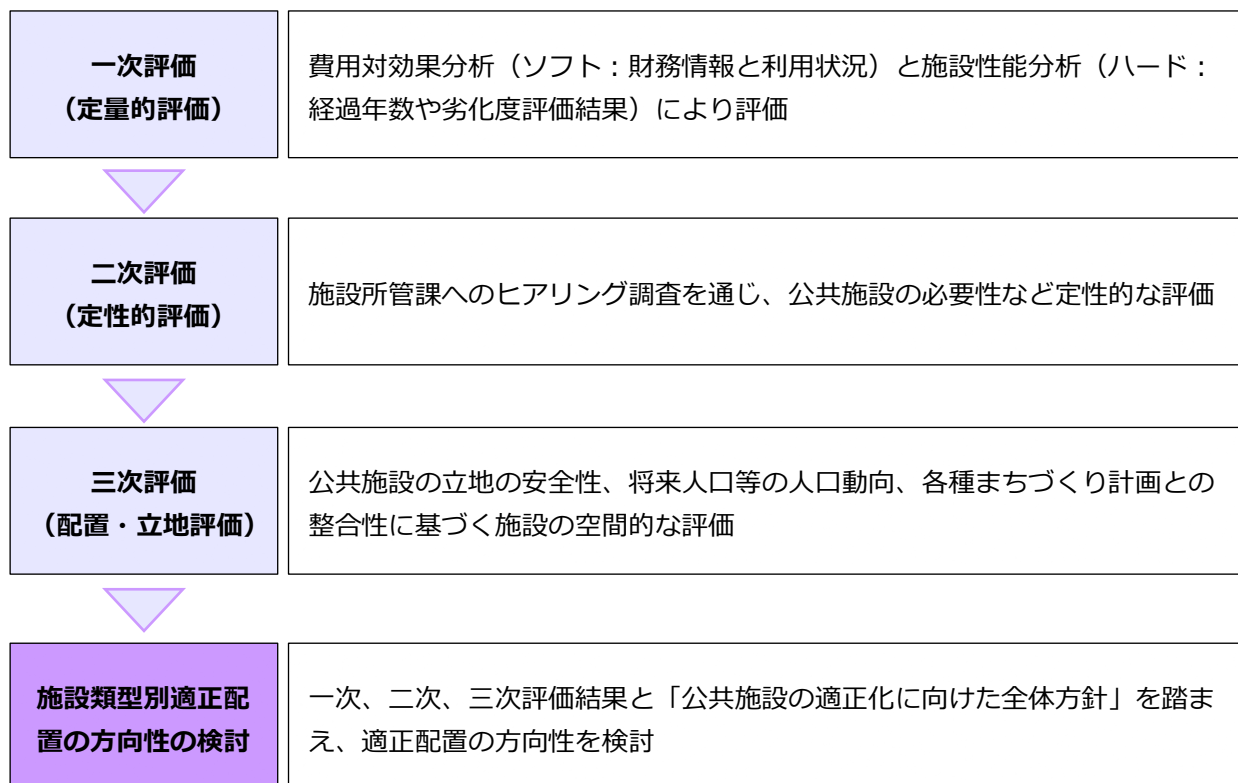 一次評価
（定量的評価）
費用対効果分析（ソフト：財務情報と利用状況）と施設性能分析（ハード：
経過年数や劣化度評価結果）により評価
二次評価
（定性的評価）
施設所管課へのヒアリング調査を通じ、公共施設の必要性など定性的な評価
三次評価
（配置・立地評価）
公共施設の立地の安全性、将来人口等の人口動向、各種まちづくり計画との
整合性に基づく施設の空間的な評価
施設類型別適正配
置の方向性の検討
一次、二次、三次評価結果と「公共施設の適正化に向けた全体方針」を踏ま
え、適正配置の方向性を検討